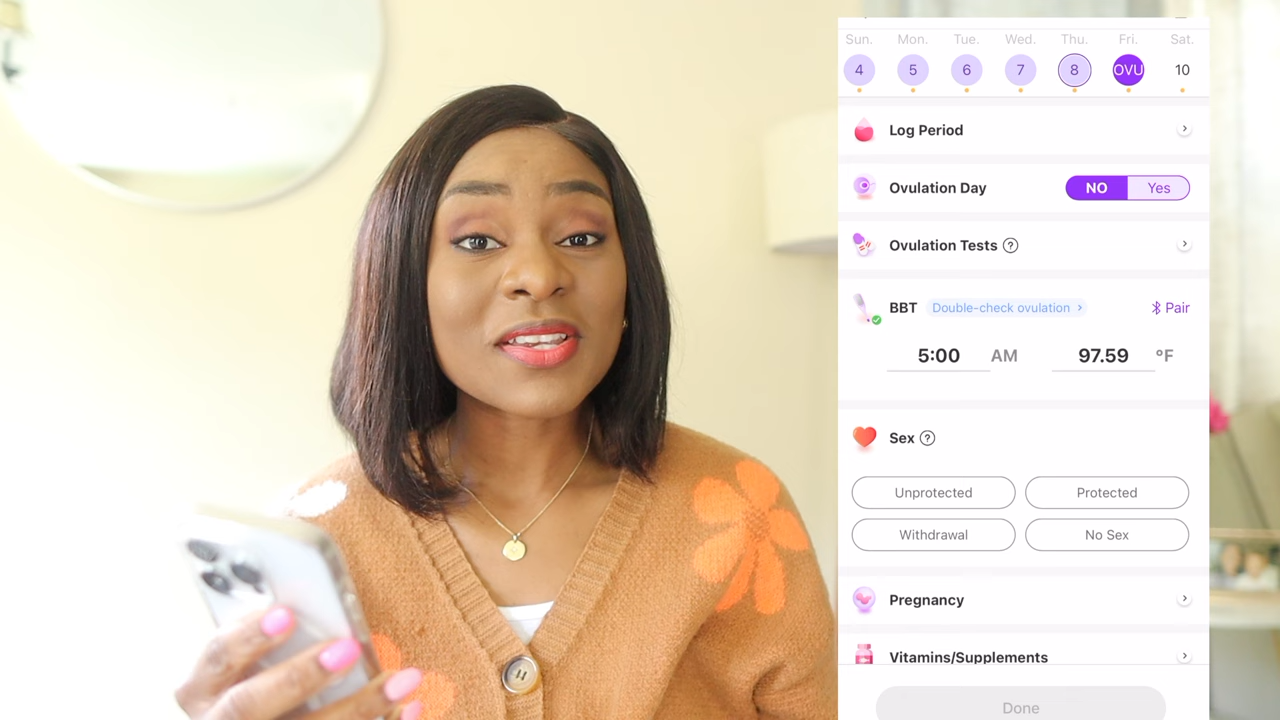 Sun. Mon. Tue. Wed. Thu. Fri. Sat.
4 5 6 7 8 OVU 10
Log Period
Ovulation Day NO Yes
Ovulation Tests ?
BBT Double-check ovulation > Pair
5:00 AM 97.59 °F
Sex ?
Unprotected Protected
Withdrawal No Sex
Pregnancy
Vitamins/Supplements
Done